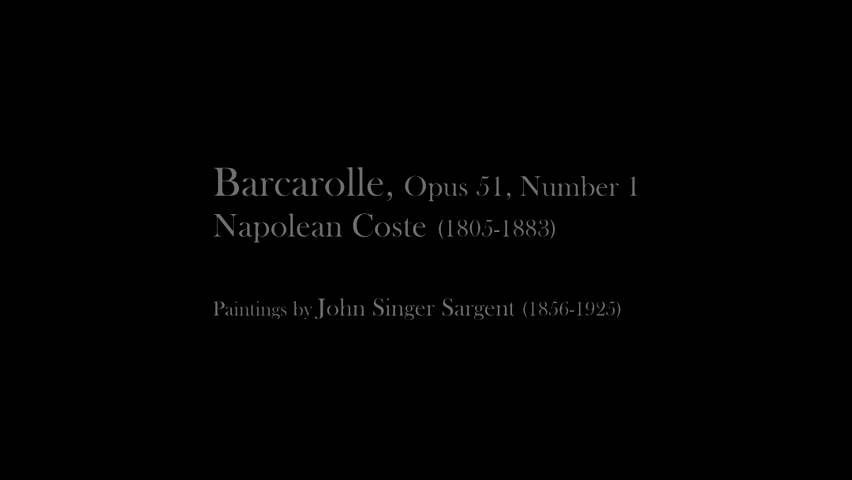 Barcarolle, Opus 51, Number 1
Napolean Coste (1805-1883)
Paintings by John Singer Sargent (1856-1925)